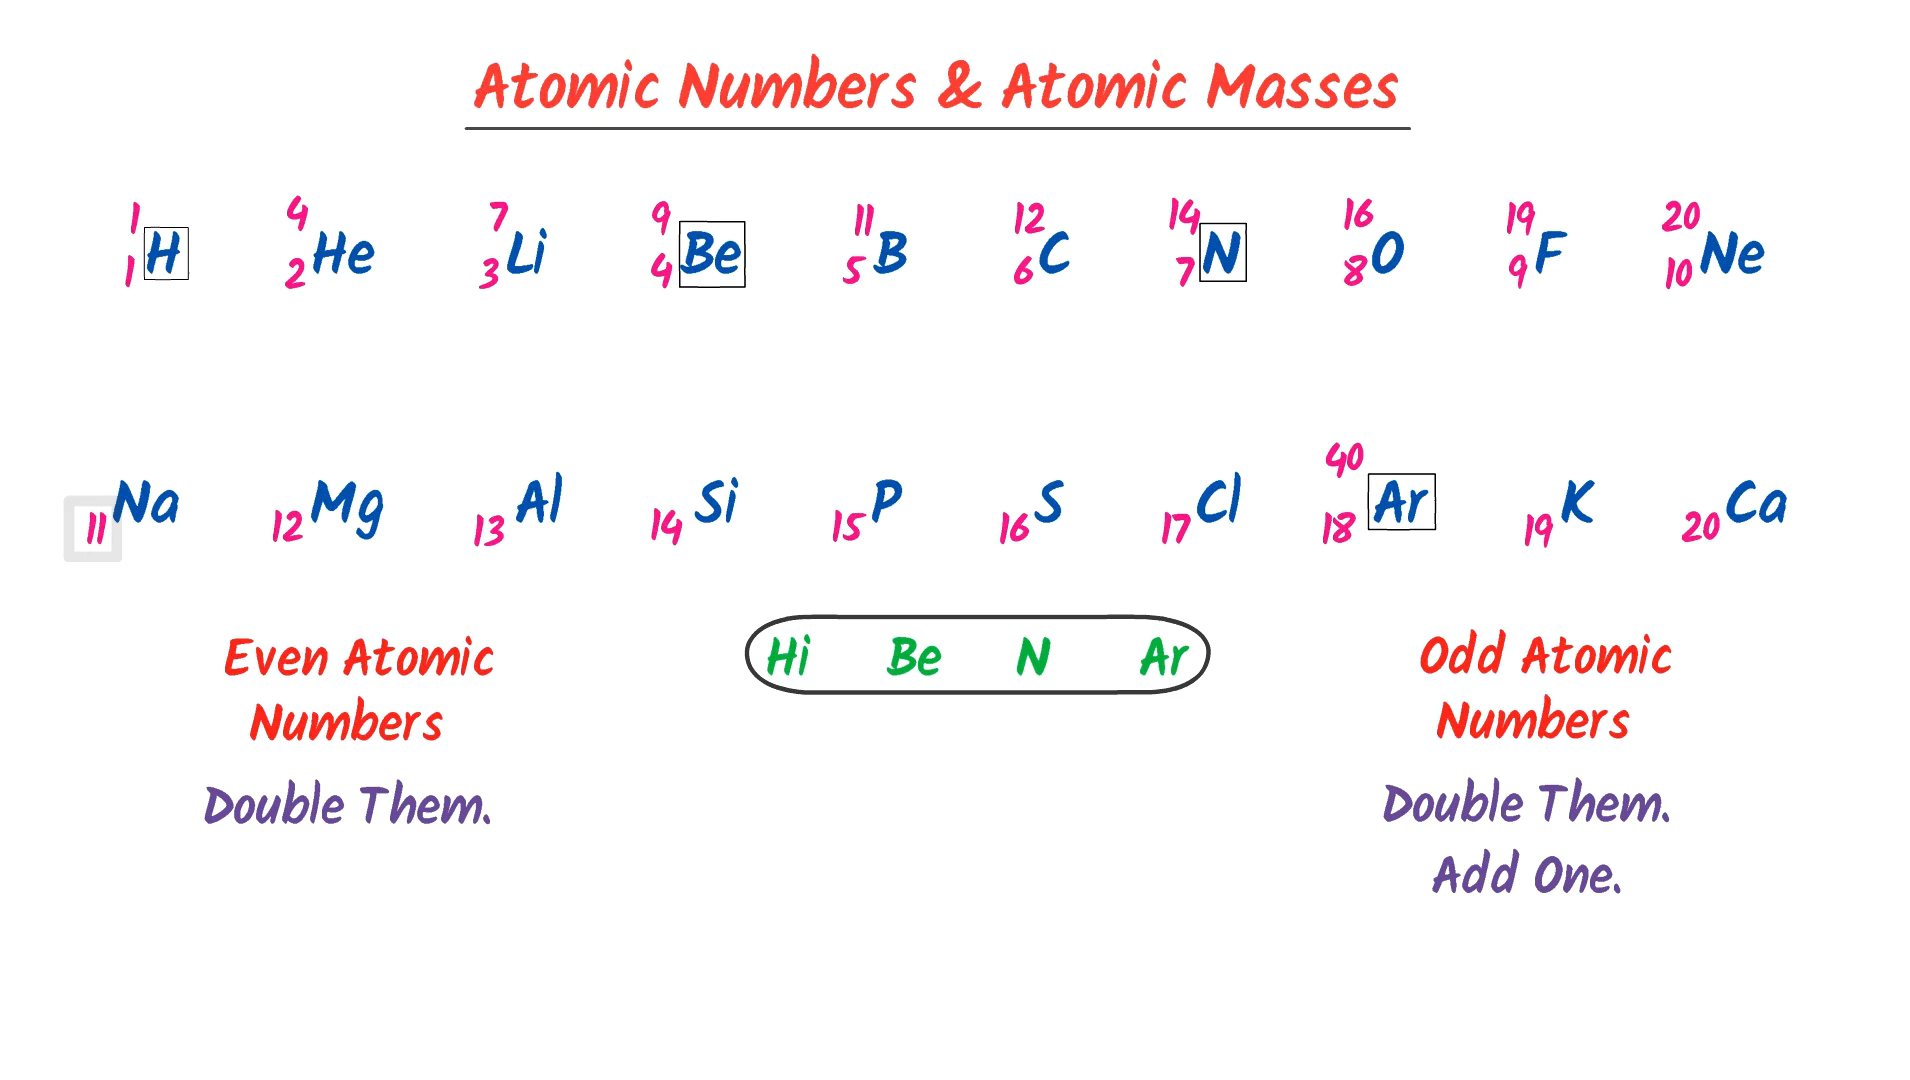 Atomic Numbers & Atomic Masses
1 4 7 9 11 12 14 16 19 20
H He Li Be B C N O F Ne
1 2 3 4 5 6 7 8 9 10
40
Na Mg Al Si P S Cl Ar K Ca
11 12 13 14 15 16 17 18 19 20
Even Atomic
Numbers
Double Them.
Hi Be N Ar
Odd Atomic
Numbers
Double Them.
Add One.